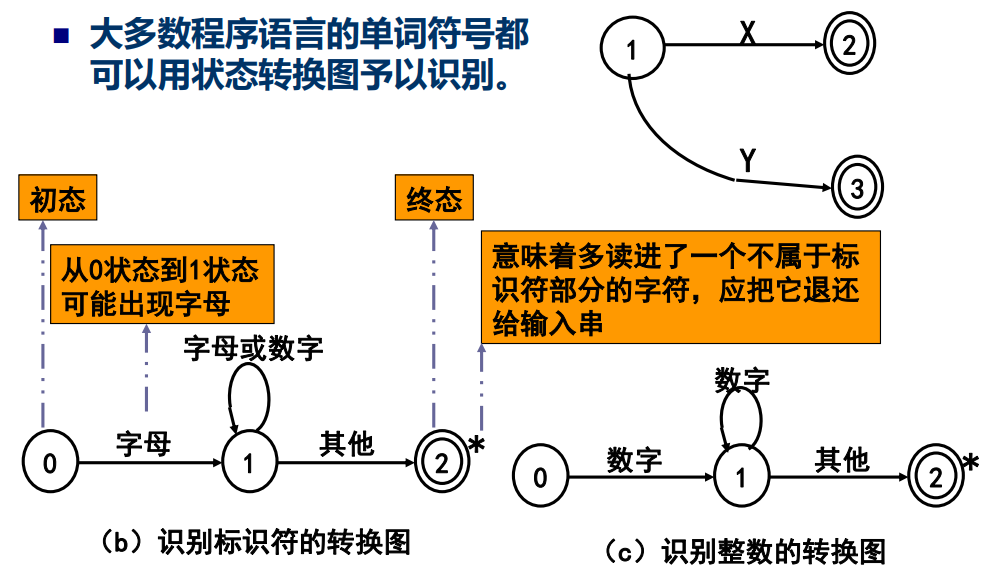 大多数程序语言的单词符号都
可以用状态转换图予以识别。
1
X
2
Y
3
初态
终态
从0状态到1状态
可能出现字母
意味着多读进了一个不属于标
识符部分的字符，应把它退还
给输入串
字母或数字
0
字母
1
其他
2
*
(b)识别标识符的转换图
数字
0
数字
1
其他
2
*
(c)识别整数的转换图